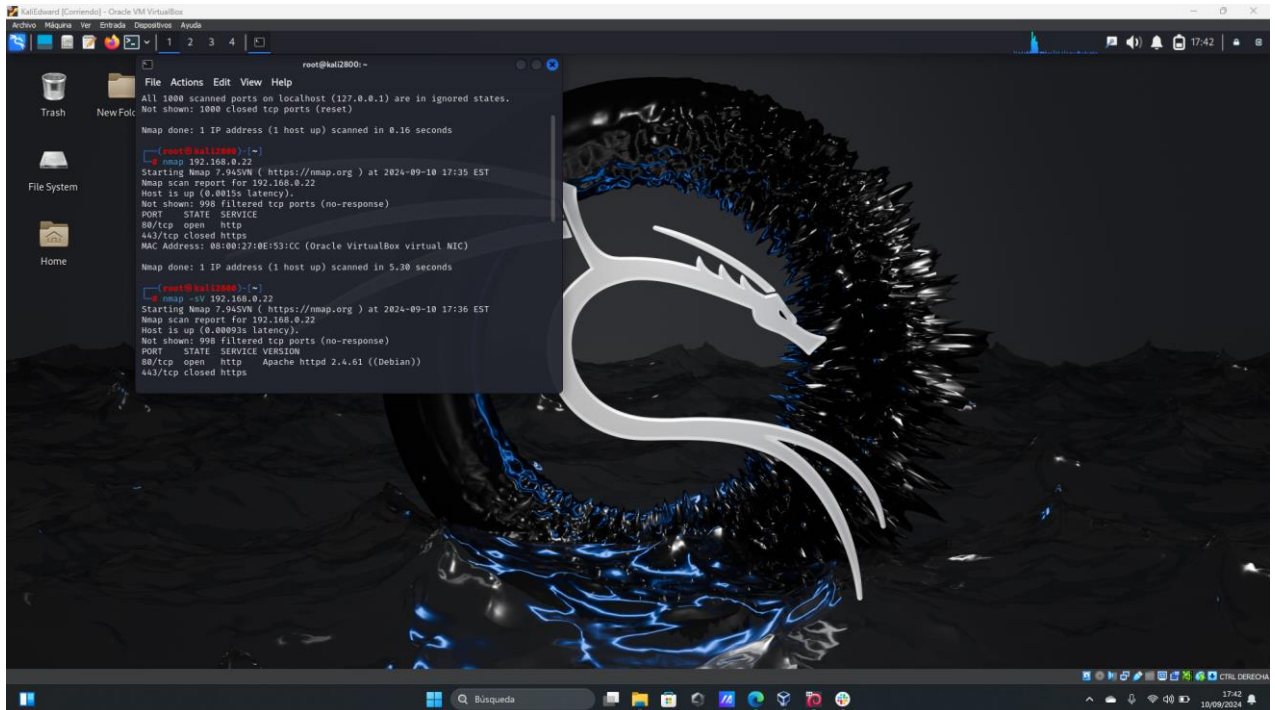 KaliEdward [Corriendo] - Oracle VM VirtualBox
Archivo Máquina Ver Entrada Dispositivos Ayuda
1 2 3 4
17:42
Trash
New Fold
File System
Home
root@kali2800: ~
File Actions Edit View Help
All 1000 scanned ports on localhost (127.0.0.1) are in ignored states.
Not shown: 1000 closed tcp ports (reset)
Nmap done: 1 IP address (1 host up) scanned in 0.16 seconds
┌──(root㉿kali2800)-[~]
└─# nmap 192.168.0.22
Starting Nmap 7.94SVN ( https://nmap.org ) at 2024-09-10 17:35 EST
Nmap scan report for 192.168.0.22
Host is up (0.0015s latency).
Not shown: 998 filtered tcp ports (no-response)
PORT STATE SERVICE
80/tcp open http
443/tcp closed https
MAC Address: 08:00:27:0E:53:CC (Oracle VirtualBox virtual NIC)
Nmap done: 1 IP address (1 host up) scanned in 5.30 seconds
┌──(root㉿kali2800)-[~]
└─# nmap -sV 192.168.0.22
Starting Nmap 7.94SVN ( https://nmap.org ) at 2024-09-10 17:36 EST
Nmap scan report for 192.168.0.22
Host is up (0.00093s latency).
Not shown: 998 filtered tcp ports (no-response)
PORT STATE SERVICE VERSION
80/tcp open http Apache httpd 2.4.61 ((Debian))
443/tcp closed https
CTRL DERECHA
Búsqueda
17:42
10/09/2024